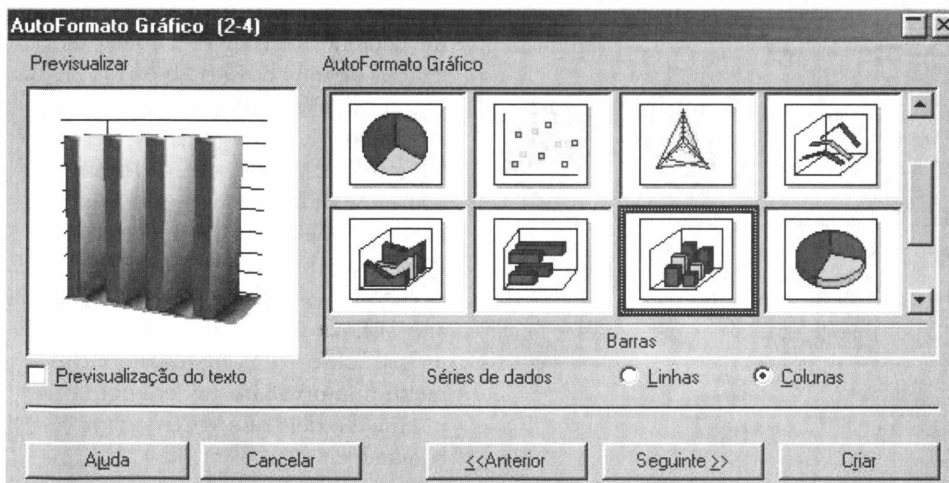 AutoFormato Gráfico (2-4)
Previsualizar
AutoFormato Gráfico
Barras
Previsualização do texto
Séries de dados
Linhas
Colunas
Ajuda
Cancelar
<<Anterior
Seguinte >>
Criar